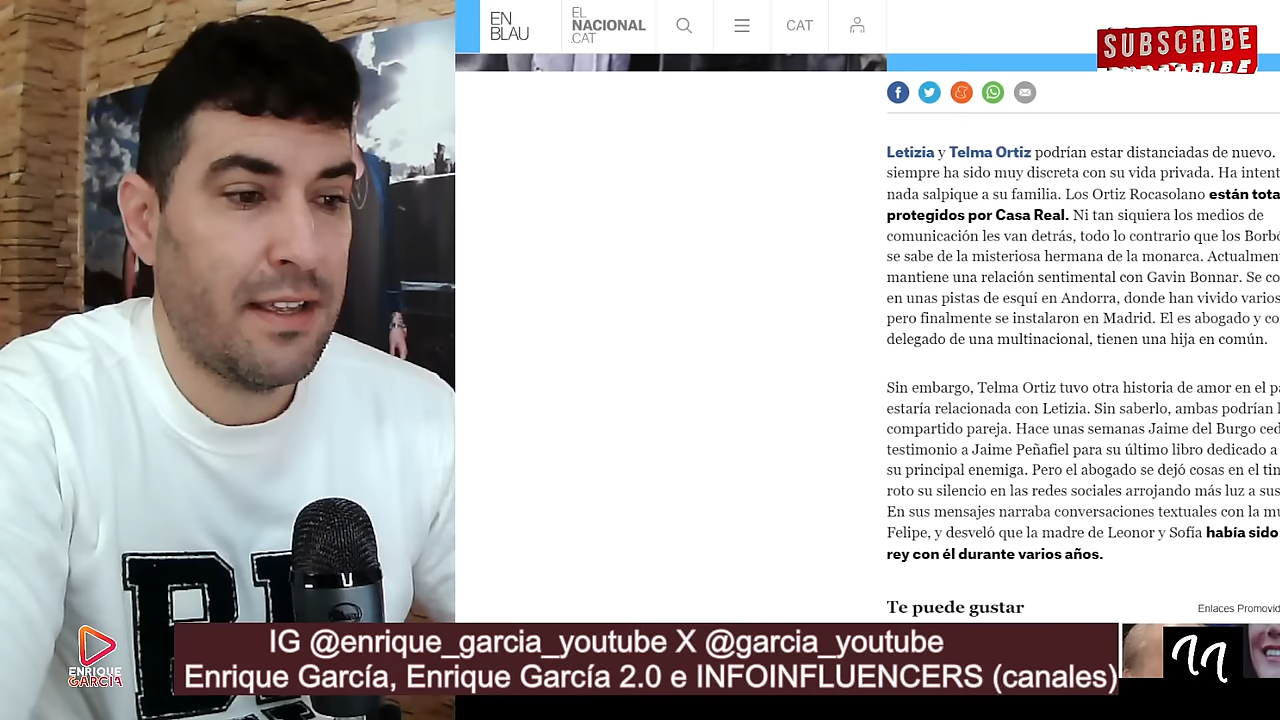 EN
BLAU
EL
NACIONAL
.CAT
CAT
SUBSCRIBE
SUBSCRIBE
Letizia y Telma Ortiz podrían estar distanciadas de nuevo.
siempre ha sido muy discreta con su vida privada. Ha intent
nada salpique a su familia. Los Ortiz Rocasolano están tota
protegidos por Casa Real. Ni tan siquiera los medios de
comunicación les van detrás, todo lo contrario que los Borbó
se sabe de la misteriosa hermana de la monarca. Actualmen
mantiene una relación sentimental con Gavin Bonnar. Se co
en unas pistas de esquí en Andorra, donde han vivido varios
pero finalmente se instalaron en Madrid. El es abogado y co
delegado de una multinacional, tienen una hija en común.
Sin embargo, Telma Ortiz tuvo otra historia de amor en el pa
estaría relacionada con Letizia. Sin saberlo, ambas podrían h
compartido pareja. Hace unas semanas Jaime del Burgo ced
testimonio a Jaime Peñafiel para su último libro dedicado a
su principal enemiga. Pero el abogado se dejó cosas en el tin
roto su silencio en las redes sociales arrojando más luz a sus
En sus mensajes narraba conversaciones textuales con la mu
Felipe, y desveló que la madre de Leonor y Sofía había sido
rey con él durante varios años.
Te puede gustar
Enlaces Promovid
IG @enrique_garcia_youtube X @garcia_youtube
Enrique García, Enrique García 2.0 e INFOINFLUENCERS (canales)
ENRIQUE
GARCÍA